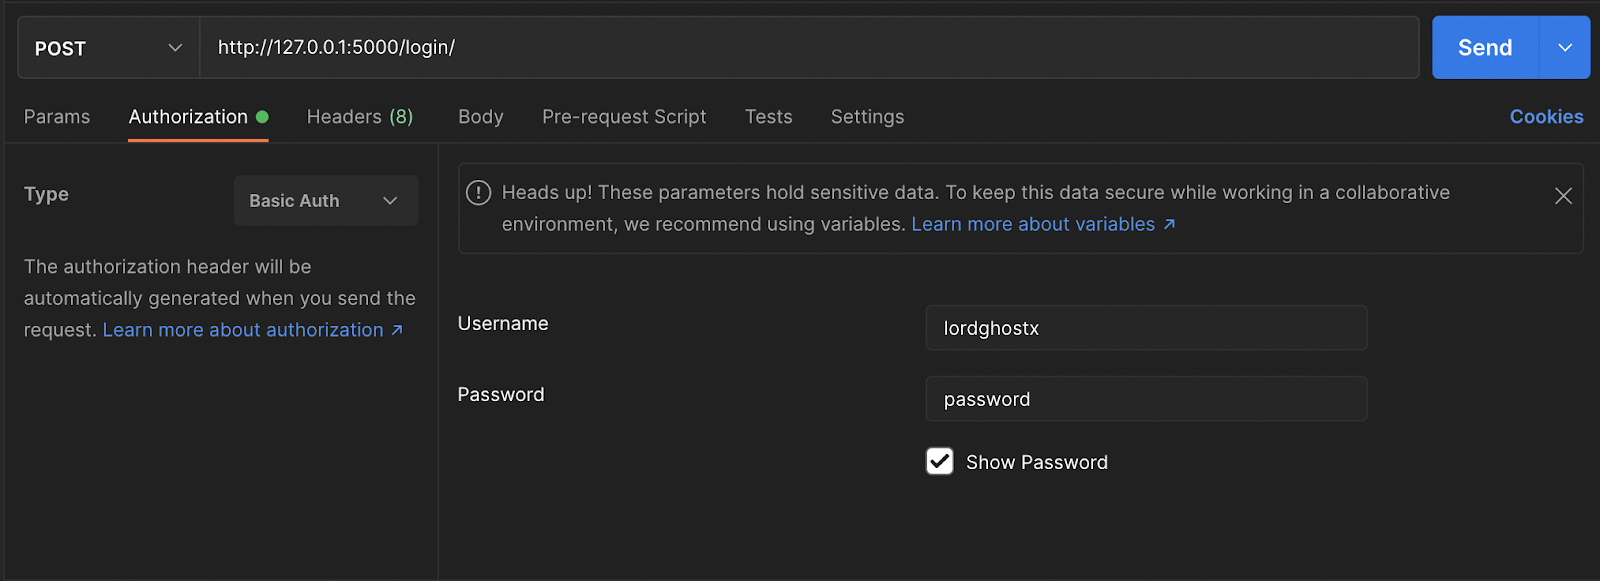 POST http://127.0.0.1:5000/login/ Send
Params Authorization Headers (8) Body Pre-request Script Tests Settings Cookies
Type Basic Auth
The authorization header will be
automatically generated when you send the
request. Learn more about authorization ↗
Heads up! These parameters hold sensitive data. To keep this data secure while working in a collaborative
environment, we recommend using variables. Learn more about variables ↗
Username lordghostx
Password password
Show Password